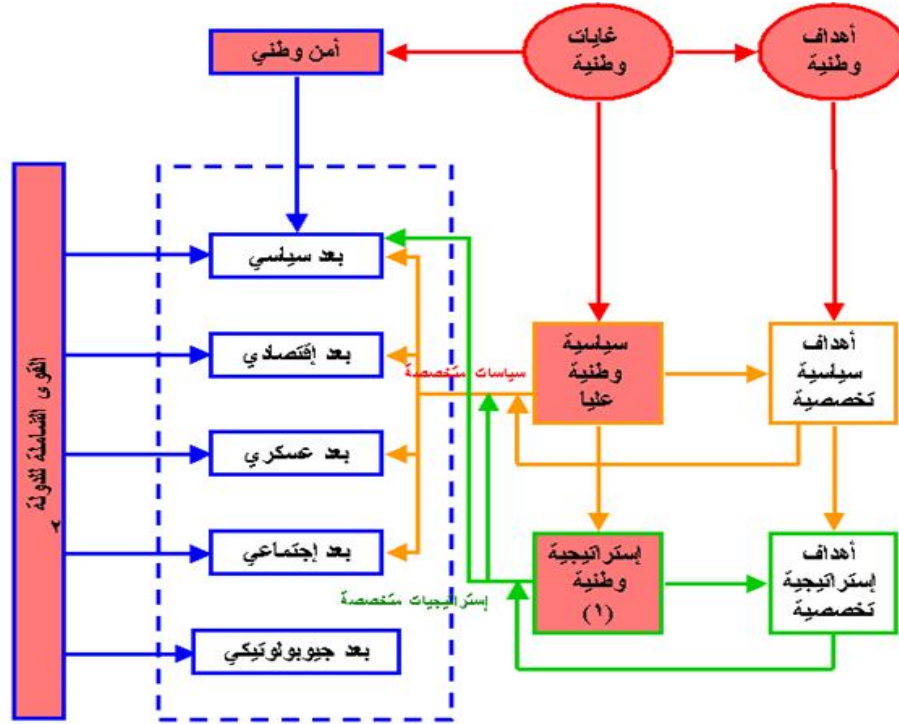 أهداف
وطنية
غايات
وطنية
أمن وطني
بعد سياسي
بعد إقتصادي
بعد عسكري
بعد إجتماعي
بعد جيوبولوتيكي
القوى الشاملة للدولة
سياسات متخصصة
إستراتيجيات متخصصة
سياسية
وطنية
عليا
أهداف
سياسية
تخصصية
إستراتيجية
وطنية
(١)
أهداف
إستراتيجية
تخصصية